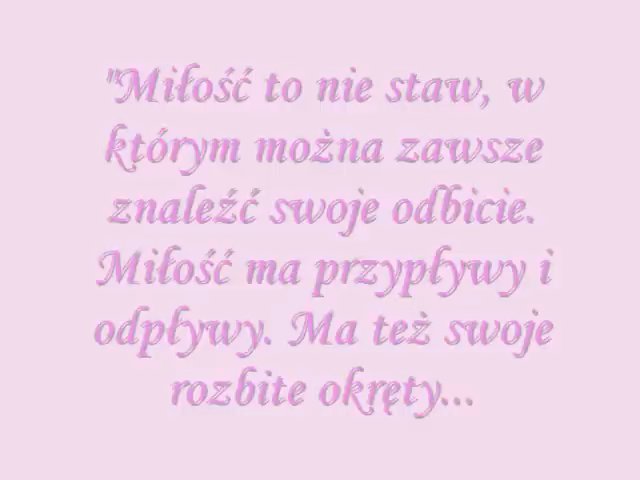 "Miłość to nie staw, w
którym można zawsze
znaleźć swoje odbicie.
Miłość ma przypływy i
odpływy. Ma też swoje
rozbite okręty...